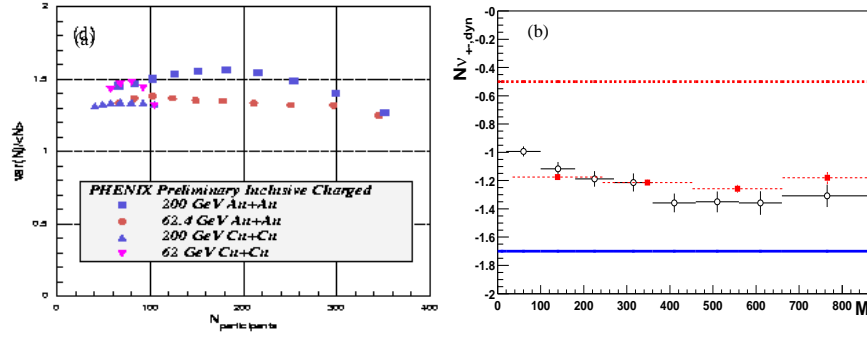 (d)
(a)
2
1.5
1
0.5
0
var(N)/<N>
PHENIX Preliminary Inclusive Charged
200 GeV Au+Au
62.4 GeV Au+Au
200 GeV Cu+Cu
62 GeV Cu+Cu
0 100 200 300 400
N participants
(b)
Nν+-,dyn
-0
-0.2
-0.4
-0.6
-0.8
-1
-1.2
-1.4
-1.6
-1.8
-2
0 100 200 300 400 500 600 700 800
M